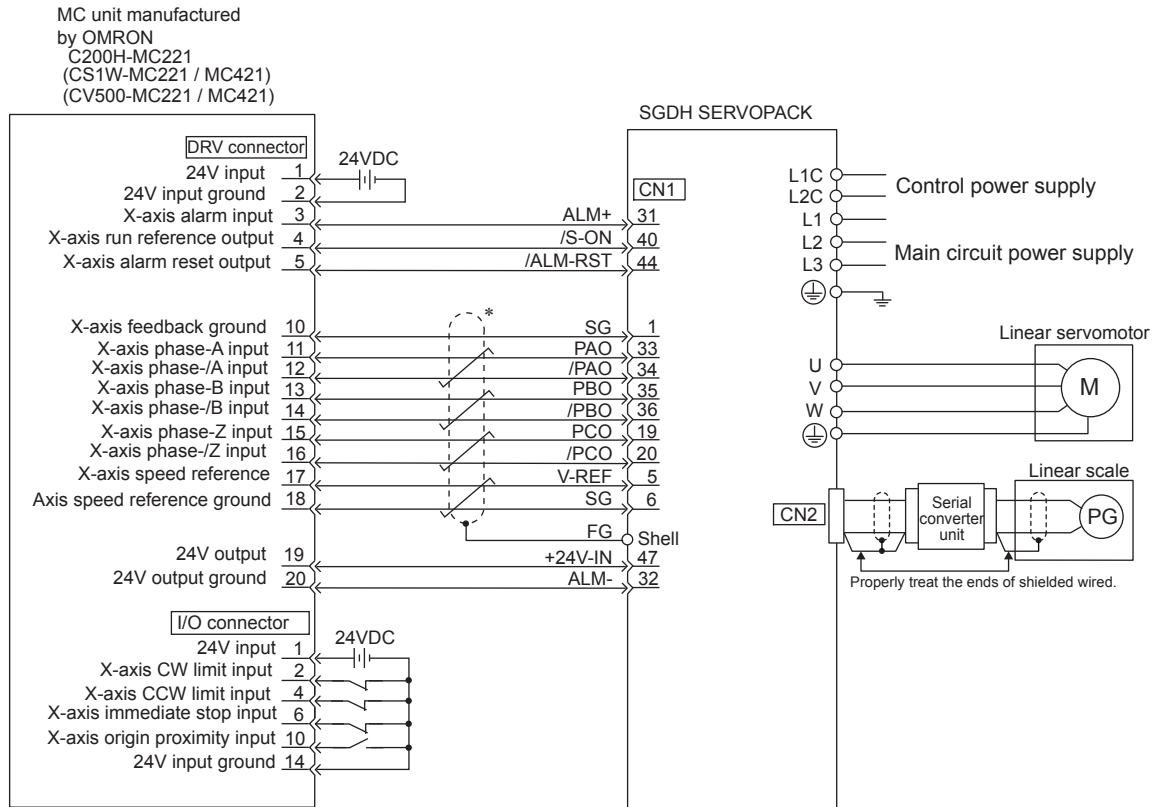 MC unit manufactured
by OMRON
C200H-MC221
(CS1W-MC221 / MC421)
(CV500-MC221 / MC421)
SGDH SERVOPACK
DRV connector
24VDC
24V input 1
24V input ground 2
X-axis alarm input 3 ALM+ 31
X-axis run reference output 4 /S-ON 40
X-axis alarm reset output 5 /ALM-RST 44
CN1
L1C
L2C
Control power supply
L1
L2
L3
Main circuit power supply
*
X-axis feedback ground 10 SG 1
X-axis phase-A input 11 PAO 33
X-axis phase-/A input 12 /PAO 34
X-axis phase-B input 13 PBO 35
X-axis phase-/B input 14 /PBO 36
X-axis phase-Z input 15 PCO 19
X-axis phase-/Z input 16 /PCO 20
X-axis speed reference 17 V-REF 5
Axis speed reference ground 18 SG 6
FG Shell
24V output 19 +24V-IN 47
24V output ground 20 ALM- 32
Linear servomotor
U
V
W
M
Linear scale
CN2
Serial
converter
unit
PG
Properly treat the ends of shielded wired.
I/O connector
24VDC
24V input 1
X-axis CW limit input 2
X-axis CCW limit input 4
X-axis immediate stop input 6
X-axis origin proximity input 10
24V input ground 14